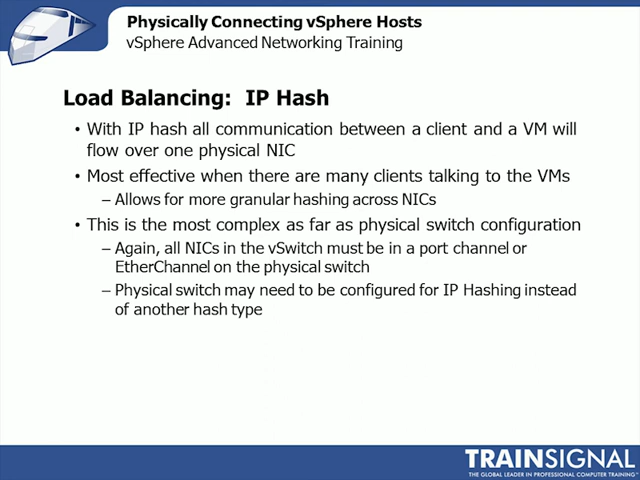 Physically Connecting vSphere Hosts
vSphere Advanced Networking Training
Load Balancing: IP Hash
• With IP hash all communication between a client and a VM will
flow over one physical NIC
• Most effective when there are many clients talking to the VMs
– Allows for more granular hashing across NICs
• This is the most complex as far as physical switch configuration
– Again, all NICs in the vSwitch must be in a port channel or
EtherChannel on the physical switch
– Physical switch may need to be configured for IP Hashing instead
of another hash type
TRAINSIGNAL
THE GLOBAL LEADER IN PROFESSIONAL COMPUTER TRAINING